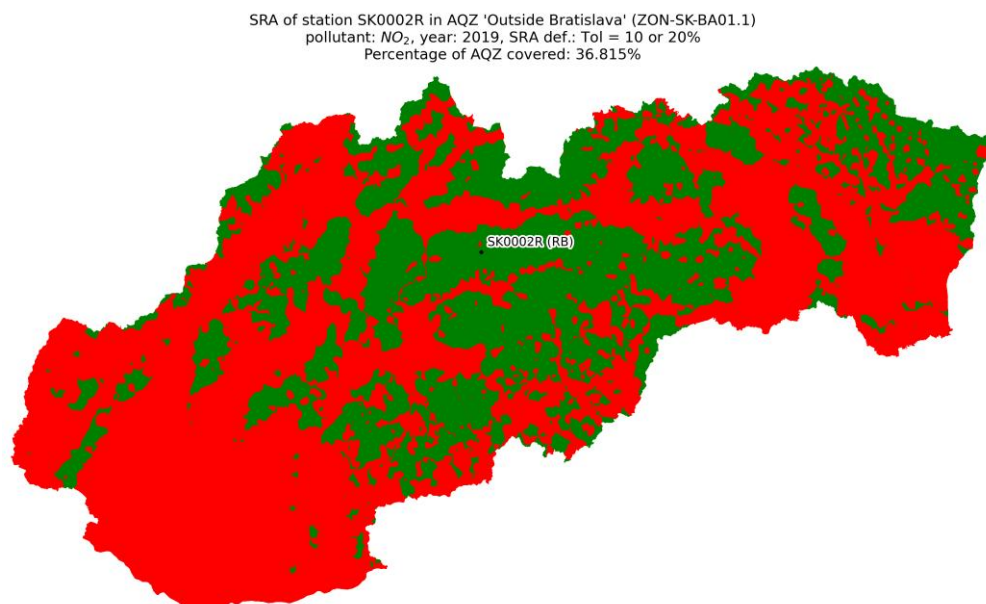 SRA of station SK0002R in AQZ 'Outside Bratislava' (ZON-SK-BA01.1)
pollutant: NO₂, year: 2019, SRA def.: Tol = 10 or 20%
Percentage of AQZ covered: 36.815%
SK0002R (RB)